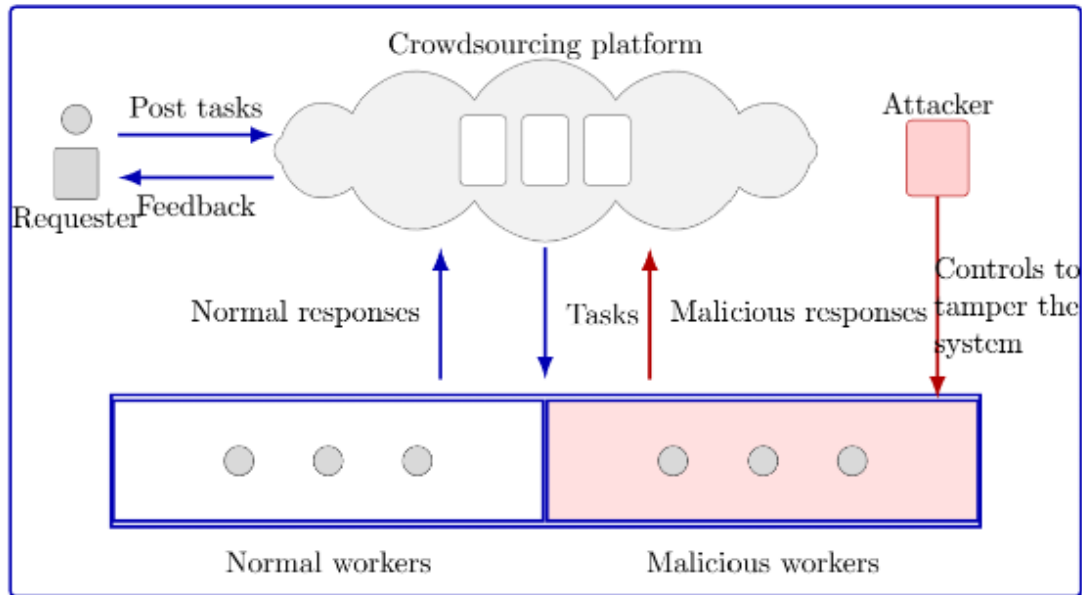 Crowdsourcing platform
Post tasks
Attacker
Requester
Feedback
Normal responses
Tasks
Malicious responses
Controls to
tamper the
system
Normal workers
Malicious workers